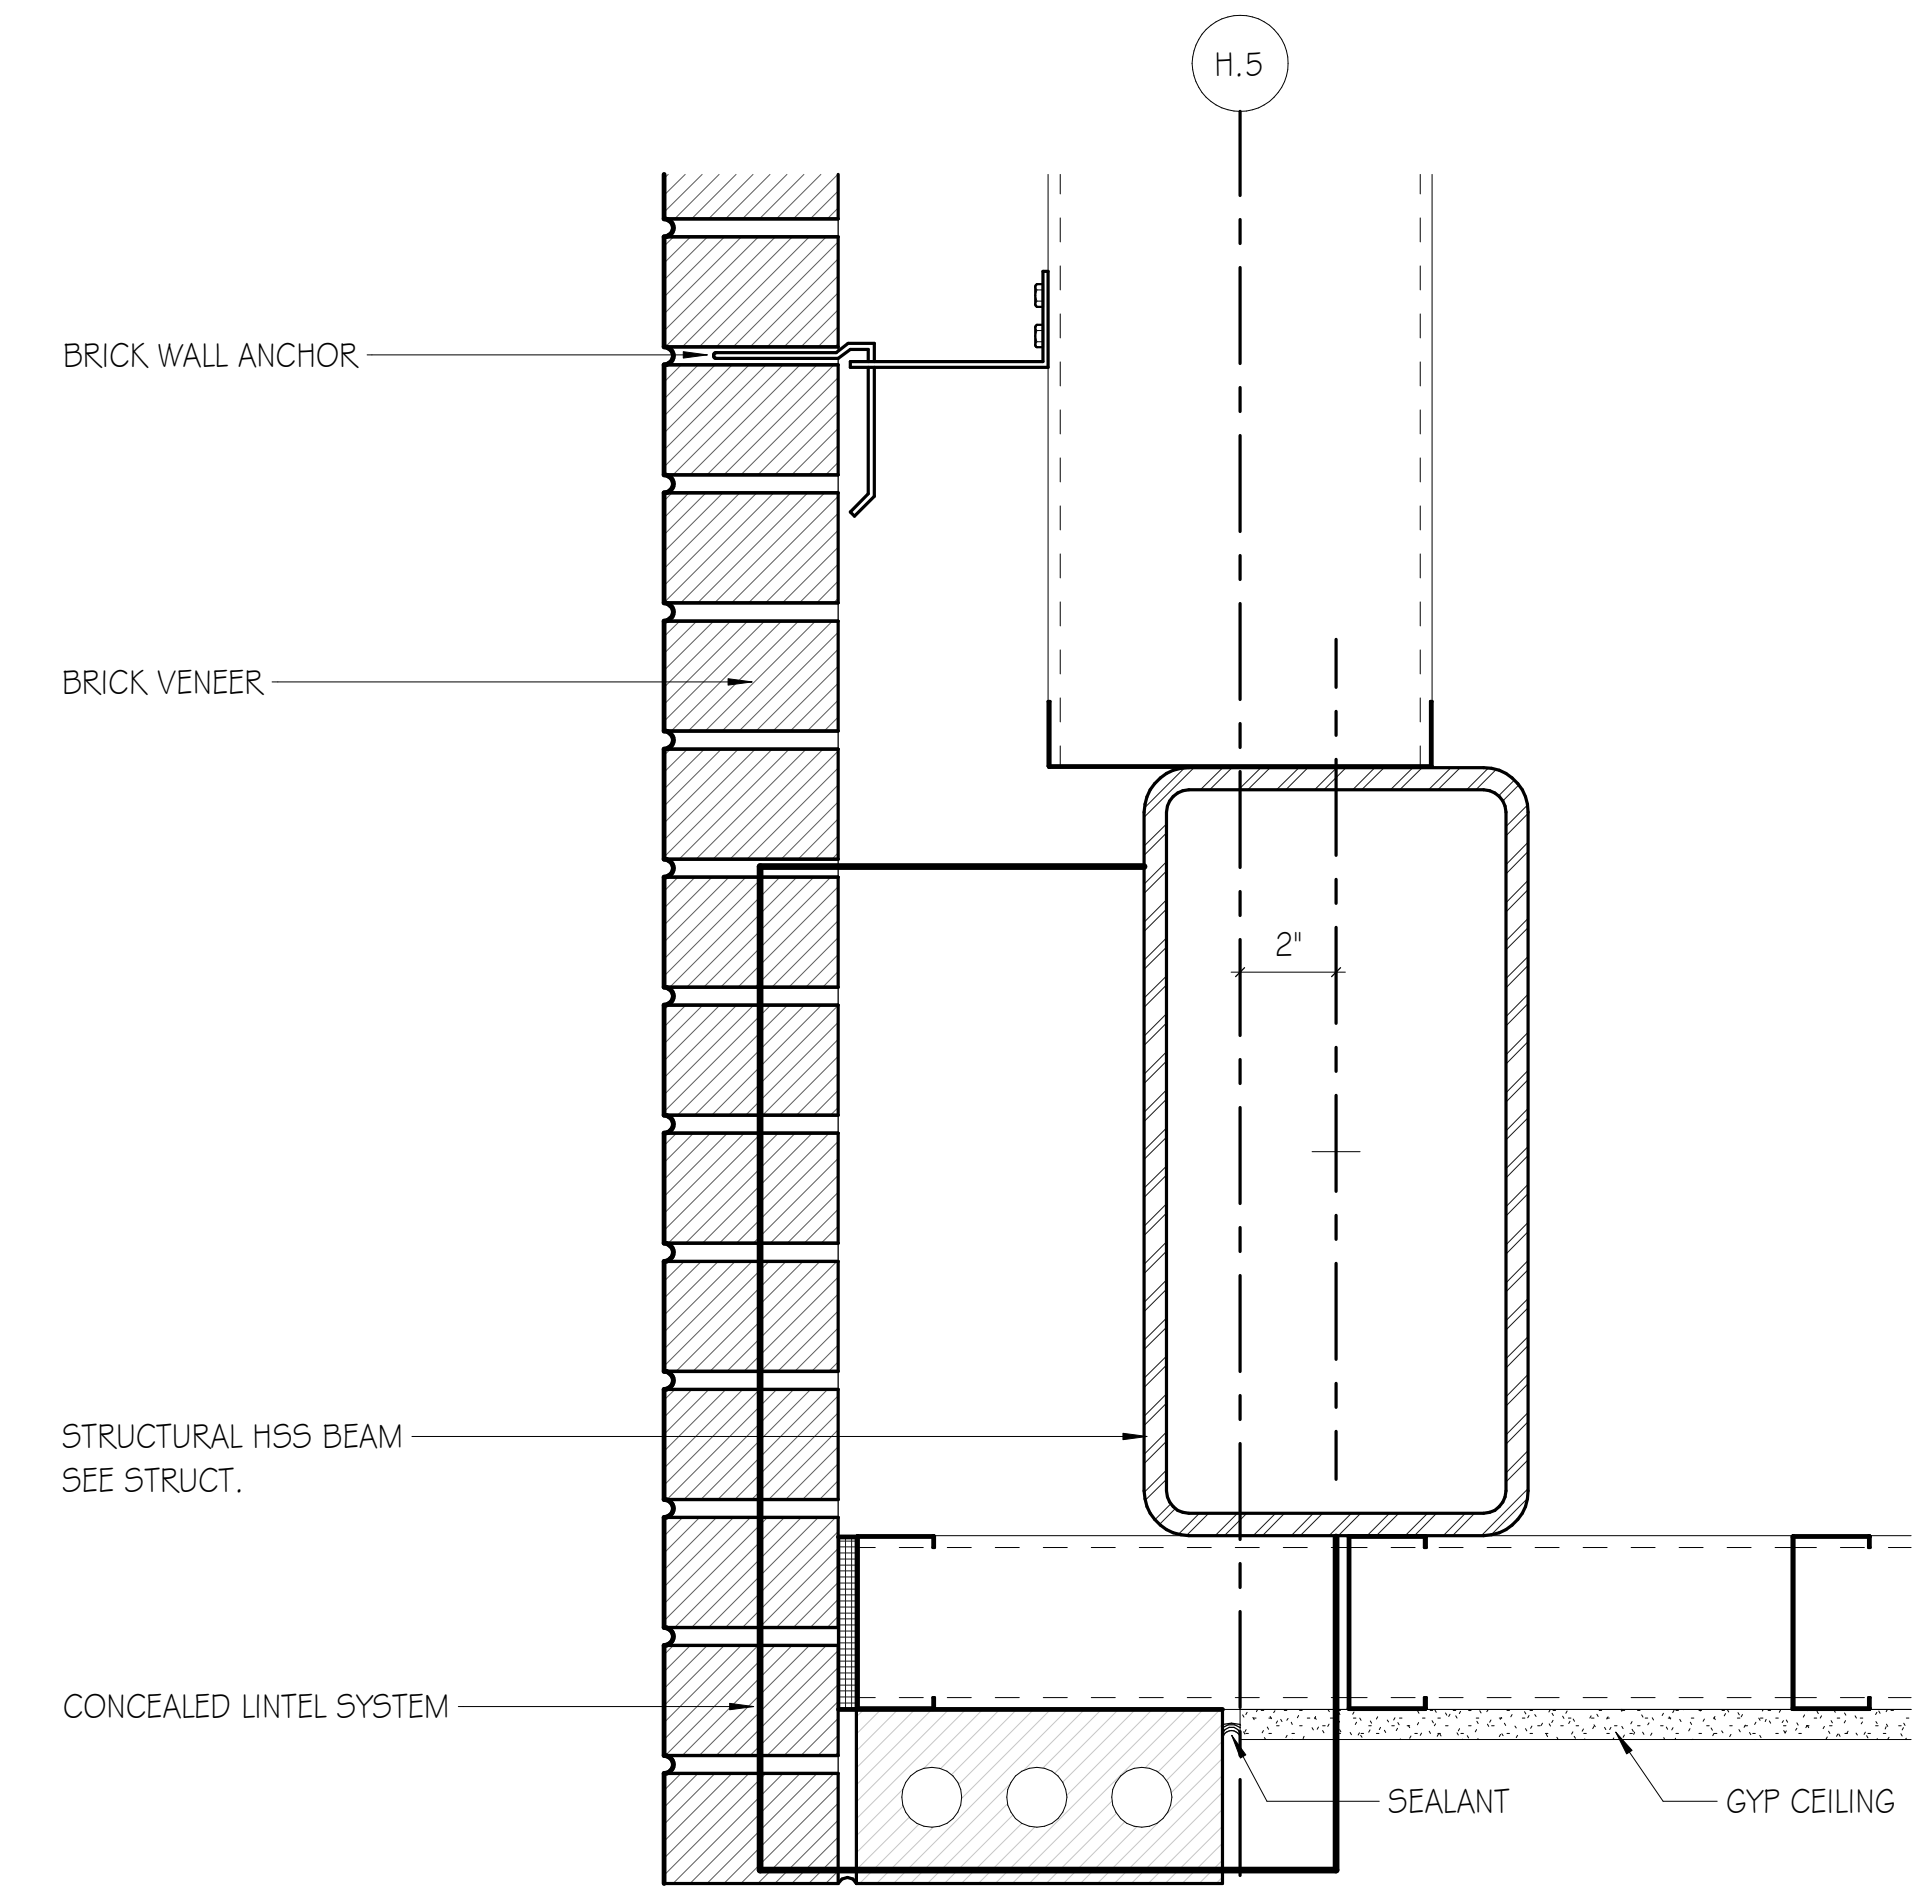 H.5
BRICK WALL ANCHOR
BRICK VENEER
2"
STRUCTURAL HSS BEAM
SEE STRUCT.
CONCEALED LINTEL SYSTEM
SEALANT
GYP CEILING